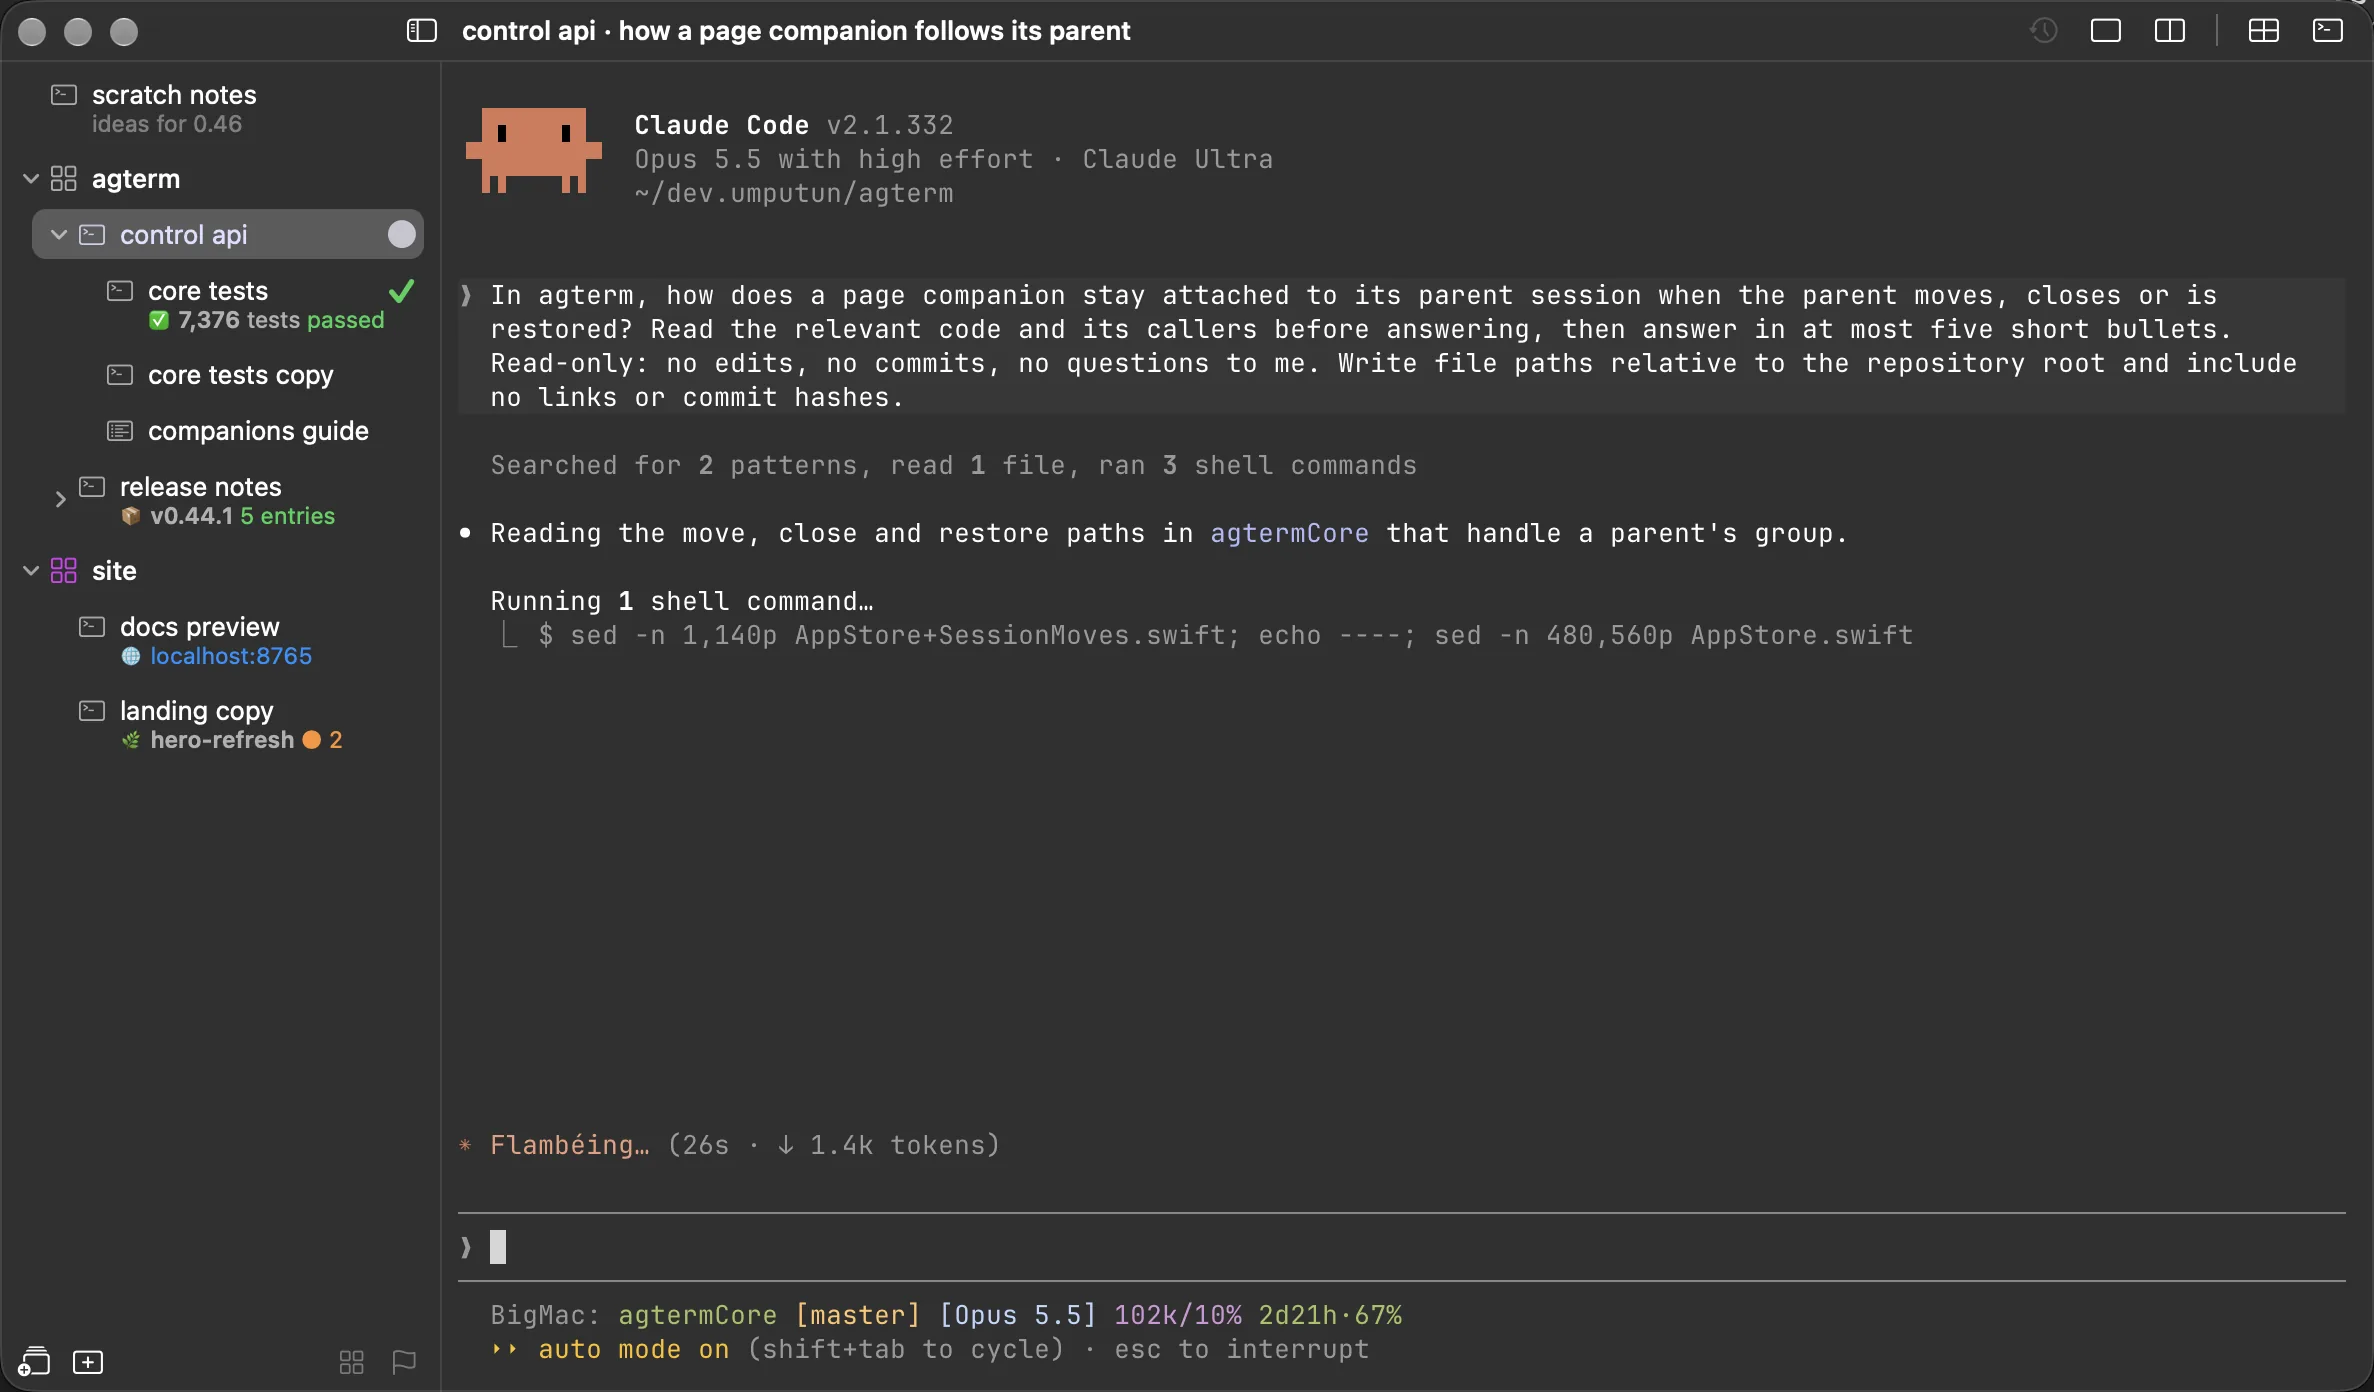 control api · how a page companion follows its parent
scratch notes
ideas for 0.46
agterm
control api
core tests
✅ 7,376 tests passed
core tests copy
companions guide
release notes
📦 v0.44.1 5 entries
site
docs preview
🌐 localhost:8765
landing copy
🌿 hero-refresh 🟠 2
Claude Code v2.1.332
Opus 5.5 with high effort · Claude Ultra
~/dev.umputun/agterm
❯ In agterm, how does a page companion stay attached to its parent session when the parent moves, closes or is
restored? Read the relevant code and its callers before answering, then answer in at most five short bullets.
Read-only: no edits, no commits, no questions to me. Write file paths relative to the repository root and include
no links or commit hashes.
Searched for 2 patterns, read 1 file, ran 3 shell commands
● Reading the move, close and restore paths in agtermCore that handle a parent's group.
Running 1 shell command…
⎿ $ sed -n 1,140p AppStore+SessionMoves.swift; echo ----; sed -n 480,560p AppStore.swift
✳ Flambéing… (26s · ↓ 1.4k tokens)
❯
BigMac: agtermCore [master] [Opus 5.5] 102k/10% 2d21h·67%
⏵⏵ auto mode on (shift+tab to cycle) · esc to interrupt